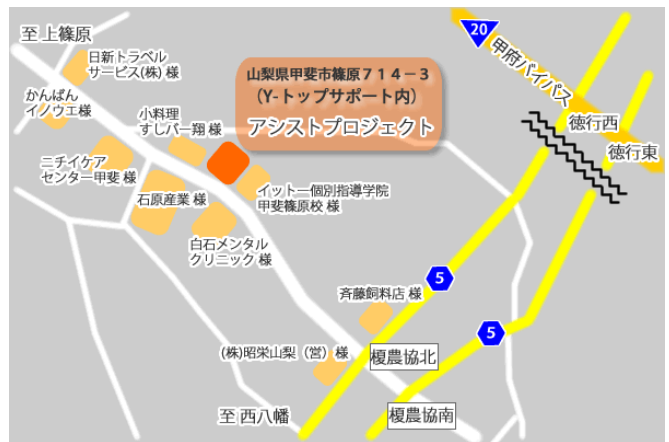 至 上篠原
日新トラベル
サービス(株) 様
かんばん
イノウエ様
小料理
すしバー翔 様
ニチイケア
センター甲斐 様
石原産業 様
白石メンタル
クリニック 様
イットー個別指導学院
甲斐篠原校 様
山梨県甲斐市篠原714-3
(Y-トップサポート内)
アシストプロジェクト
20
甲府バイパス
徳行西
徳行東
5
斉藤飼料店 様
5
(株)昭栄山梨(営)様
榎農協北
至 西八幡
榎農協南